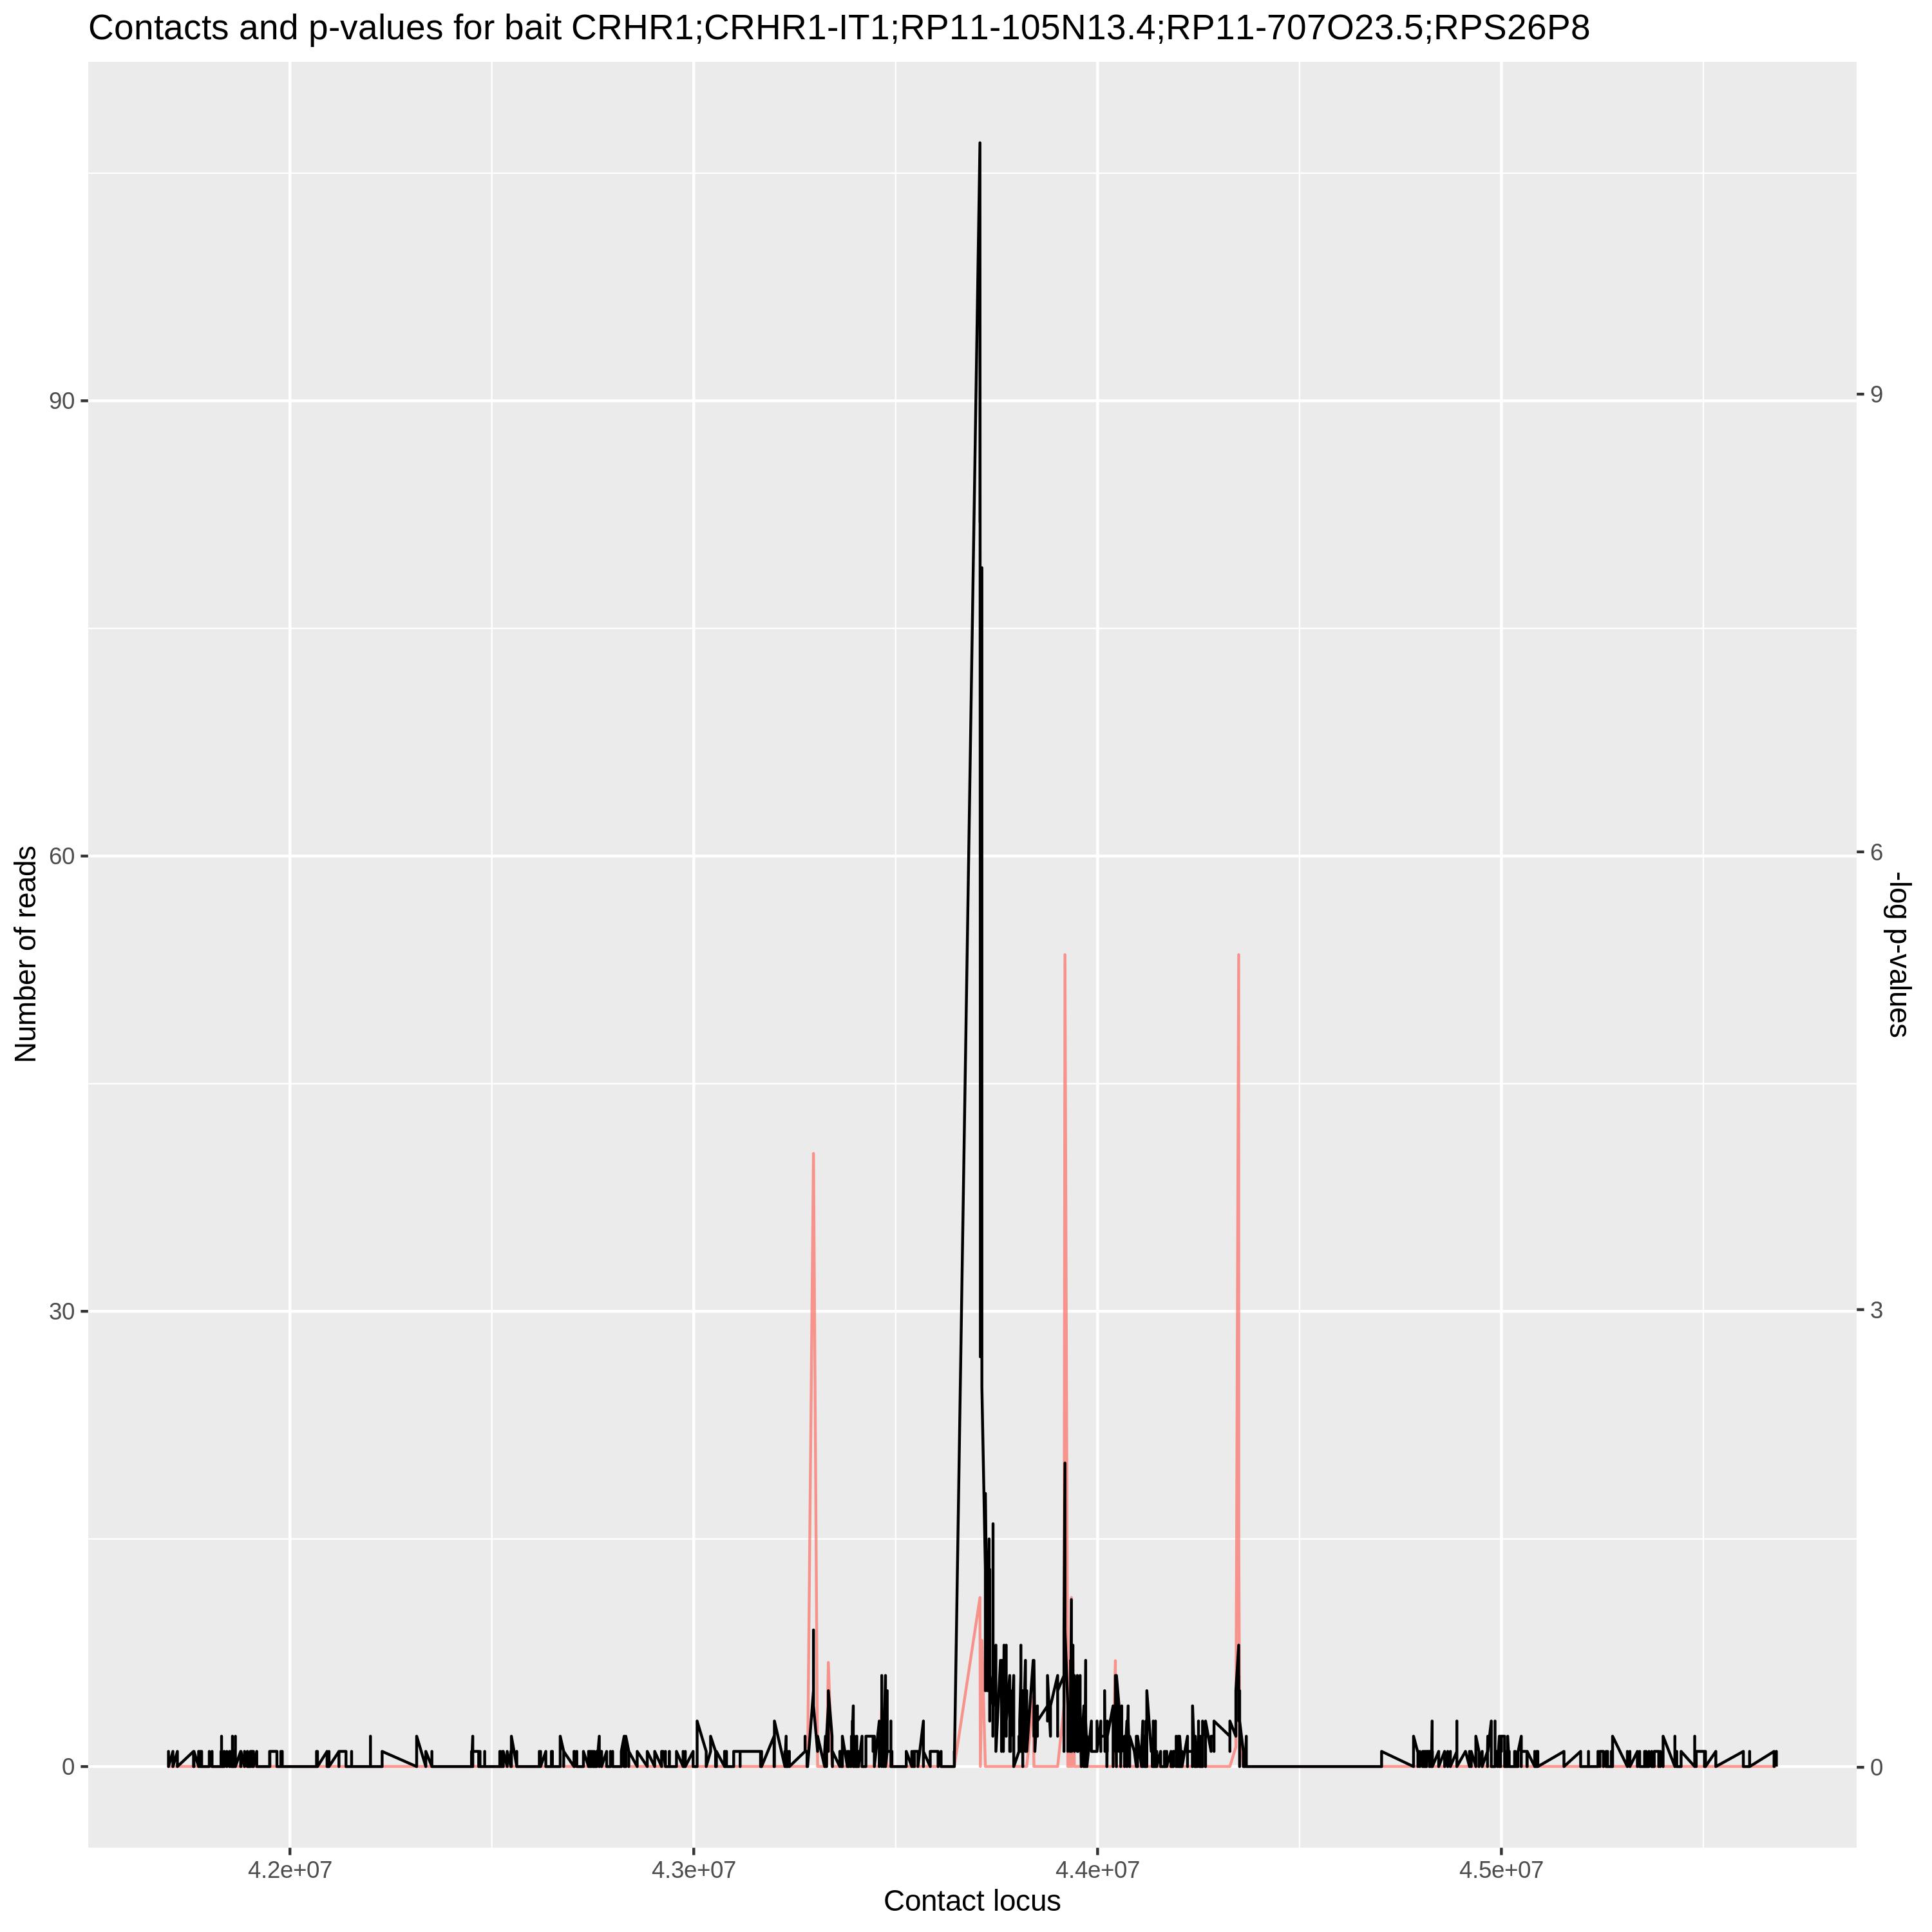 Contacts and p-values for bait CRHR1;CRHR1-IT1;RP11-105N13.4;RP11-707O23.5;RPS26P8
Number of reads
90
60
30
0
9
6
3
0
-log p-values
4.2e+07
4.3e+07
4.4e+07
4.5e+07
Contact locus